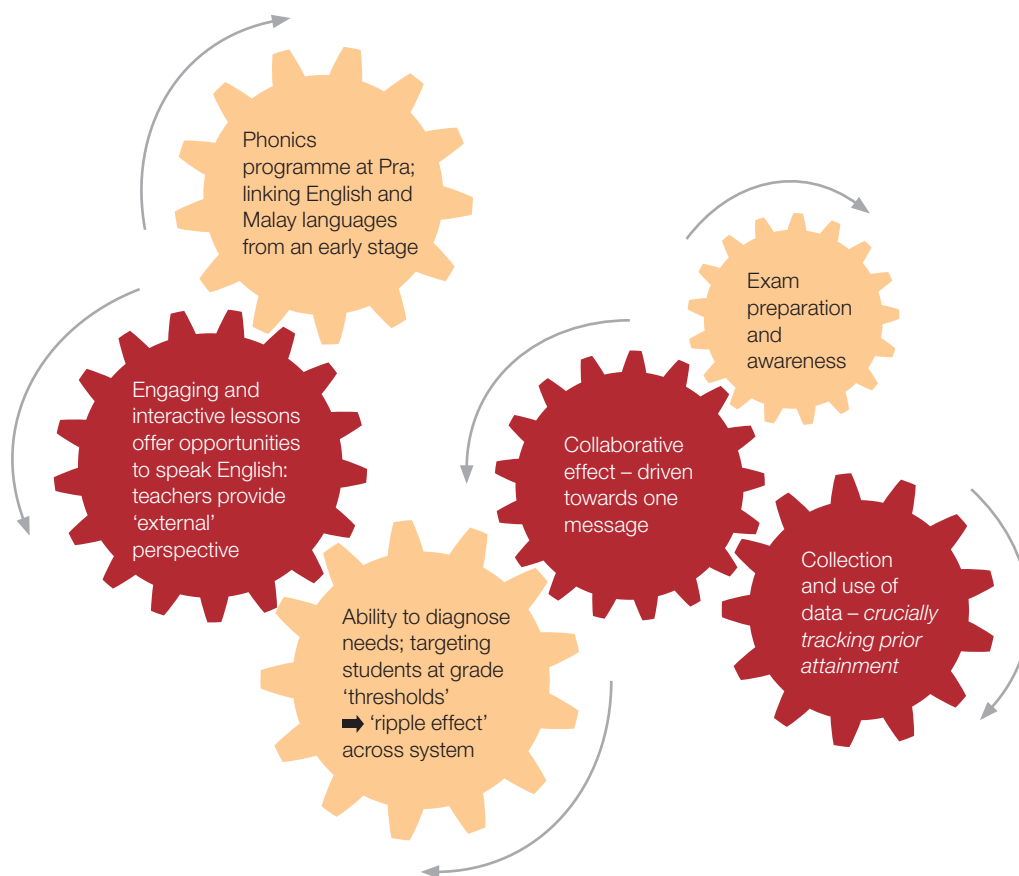 Phonics
programme at Pra;
linking English and
Malay languages
from an early stage
Engaging and
interactive lessons
offer opportunities
to speak English:
teachers provide
‘external’
perspective
Ability to diagnose
needs; targeting
students at grade
‘thresholds’
➡ ‘ripple effect’
across system
Collaborative
effect – driven
towards one
message
Exam
preparation
and
awareness
Collection
and use of
data – crucially
tracking prior
attainment